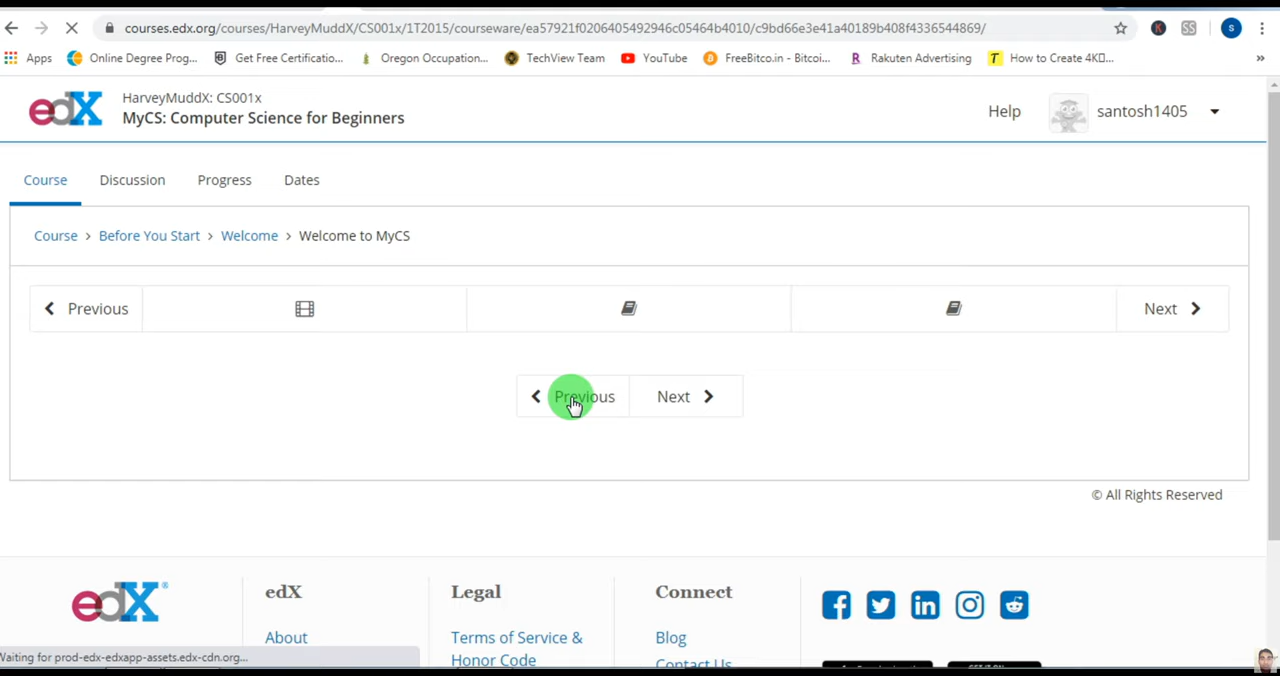 courses.edx.org/courses/HarveyMuddX/CS001x/1T2015/courseware/ea57921f0206405492946c05464b4010/c9bd66e3e41a40189b408f4336544869/
Apps Online Degree Prog... Get Free Certificatio... Oregon Occupation... TechView Team YouTube FreeBitco.in - Bitcoi... Rakuten Advertising How to Create 4K... »
edX HarveyMuddX: CS001x
MyCS: Computer Science for Beginners
Help santosh1405
Course Discussion Progress Dates
Course > Before You Start > Welcome > Welcome to MyCS
Previous Next
Previous Next
© All Rights Reserved
edX edX Legal Connect
About Terms of Service & Blog
Honor Code Contact Us
Waiting for prod-edx-edxapp-assets.edx-cdn.org...